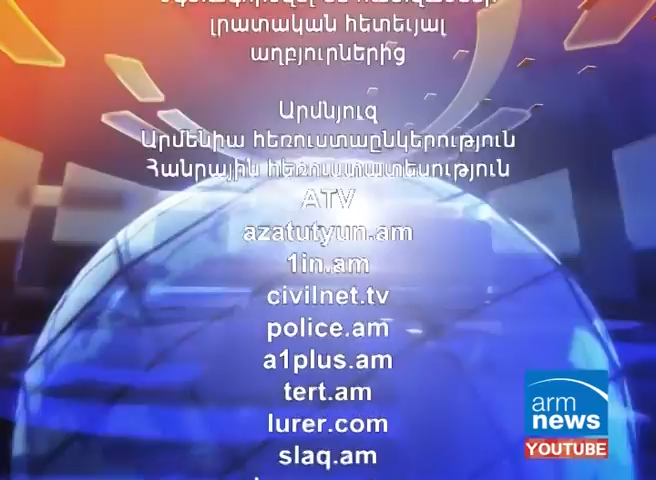 լրատական հետեւյալ
աղբյուրներից
Արմնյուզ
Արմենիա հեռուստաընկերություն
Հանրային հեռուստատեսություն
ATV
azatutyun.am
1in.am
civilnet.tv
police.am
a1plus.am
tert.am
lurer.com
slaq.am
arm
news
YOUTUBE